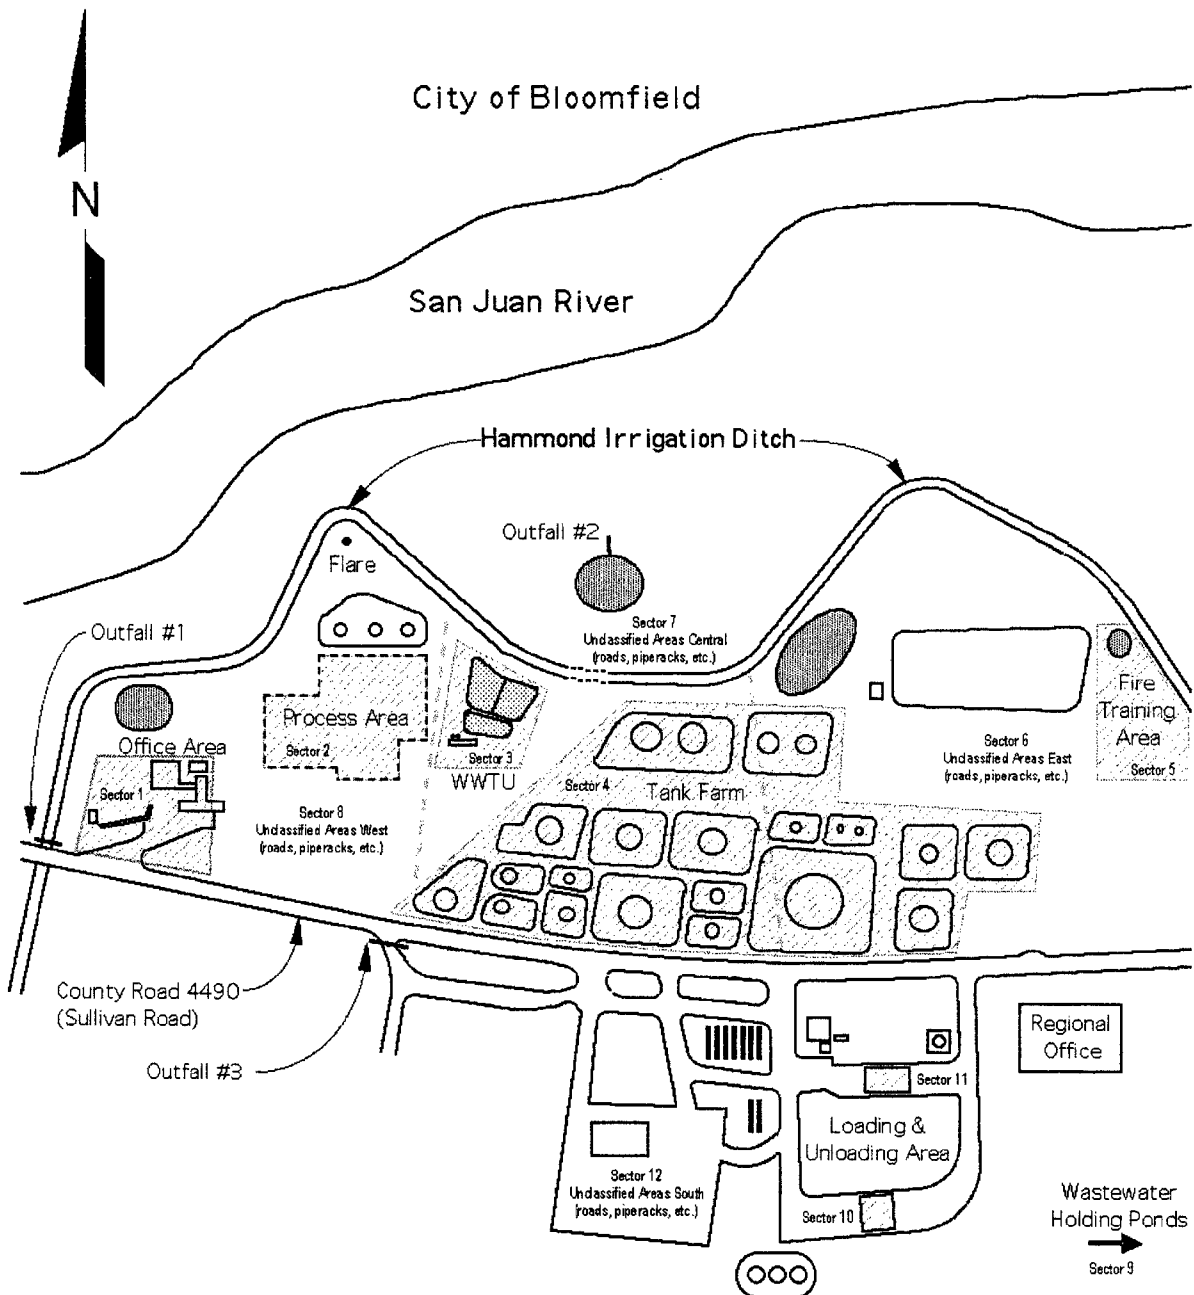 City of Bloomfield
N
San Juan River
Hammond Irrigation Ditch
Outfall #2
Flare
Sector 7
Unclassified Areas Central
(roads, piperacks, etc.)
Outfall #1
Fire
Training
Area
Sector 5
Process Area
Sector 2
Office Area
Sector 1
Sector 3
WWTU
Sector 6
Unclassified Areas East
(roads, piperacks, etc.)
Sector 4
Tank Farm
Sector 8
Unclassified Areas West
(roads, piperacks, etc.)
County Road 4490
(Sullivan Road)
Outfall #3
Regional
Office
Sector 11
Loading &
Unloading Area
Sector 12
Unclassified Areas South
(roads, piperacks, etc.)
Sector 10
Wastewater
Holding Ponds
Sector 9